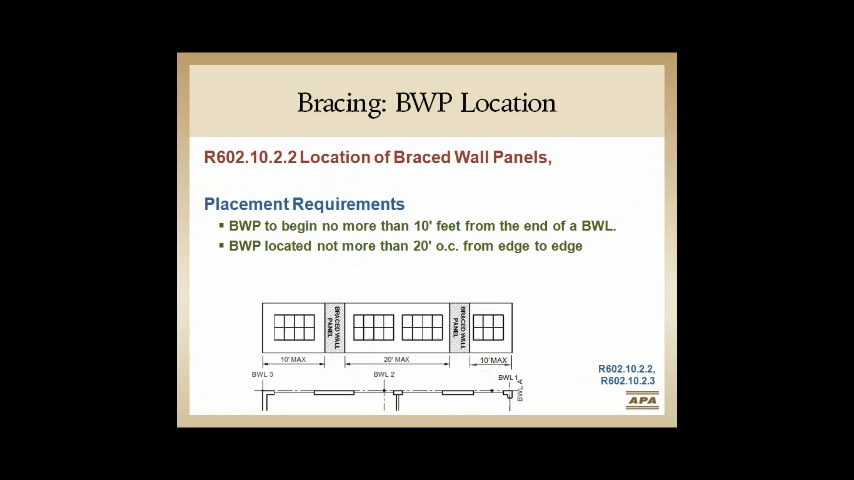 Bracing: BWP Location
R602.10.2.2 Location of Braced Wall Panels,
Placement Requirements
▪ BWP to begin no more than 10' feet from the end of a BWL.
▪ BWP located not more than 20' o.c. from edge to edge
BRACED WALL
PANEL
BRACED WALL
PANEL
10' MAX
20' MAX
10' MAX
BWL 3
BWL 2
BWL 1
BWL A
R602.10.2.2,
R602.10.2.3
APA